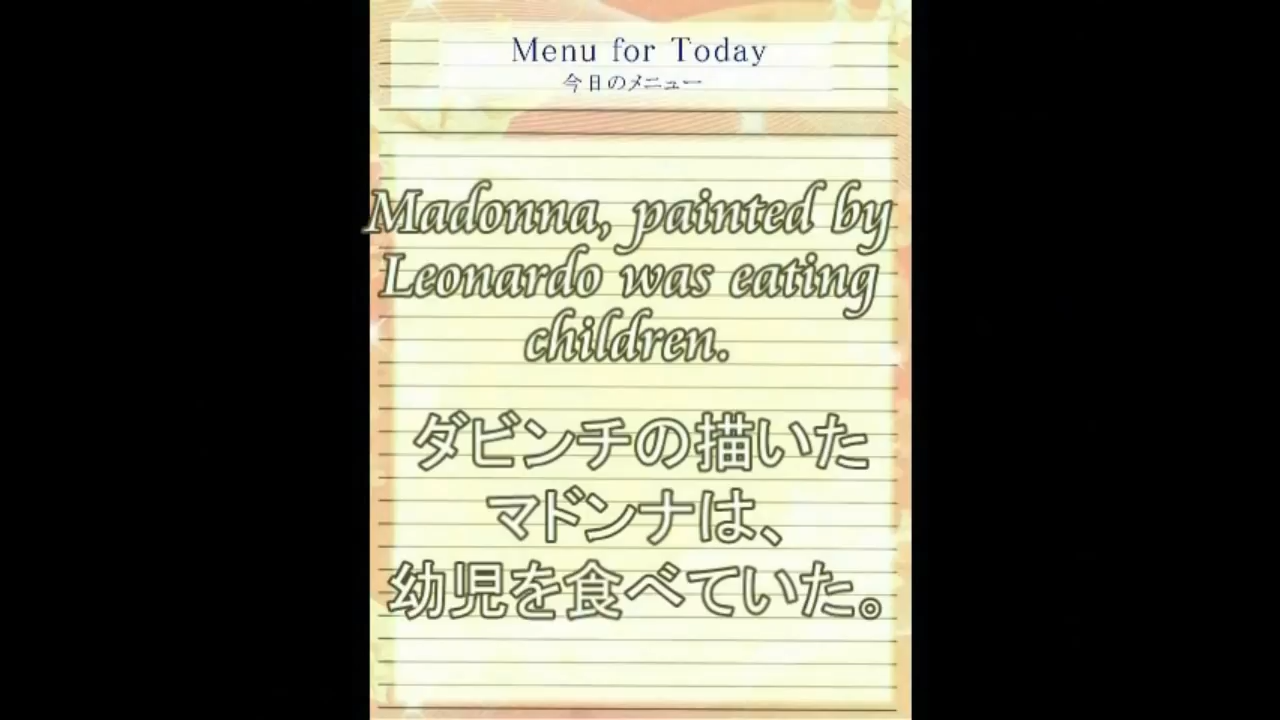 Menu for Today
今日のメニュー
Madonna, painted by
Leonardo was eating
children.
ダビンチの描いた
マドンナは、
幼児を食べていた。